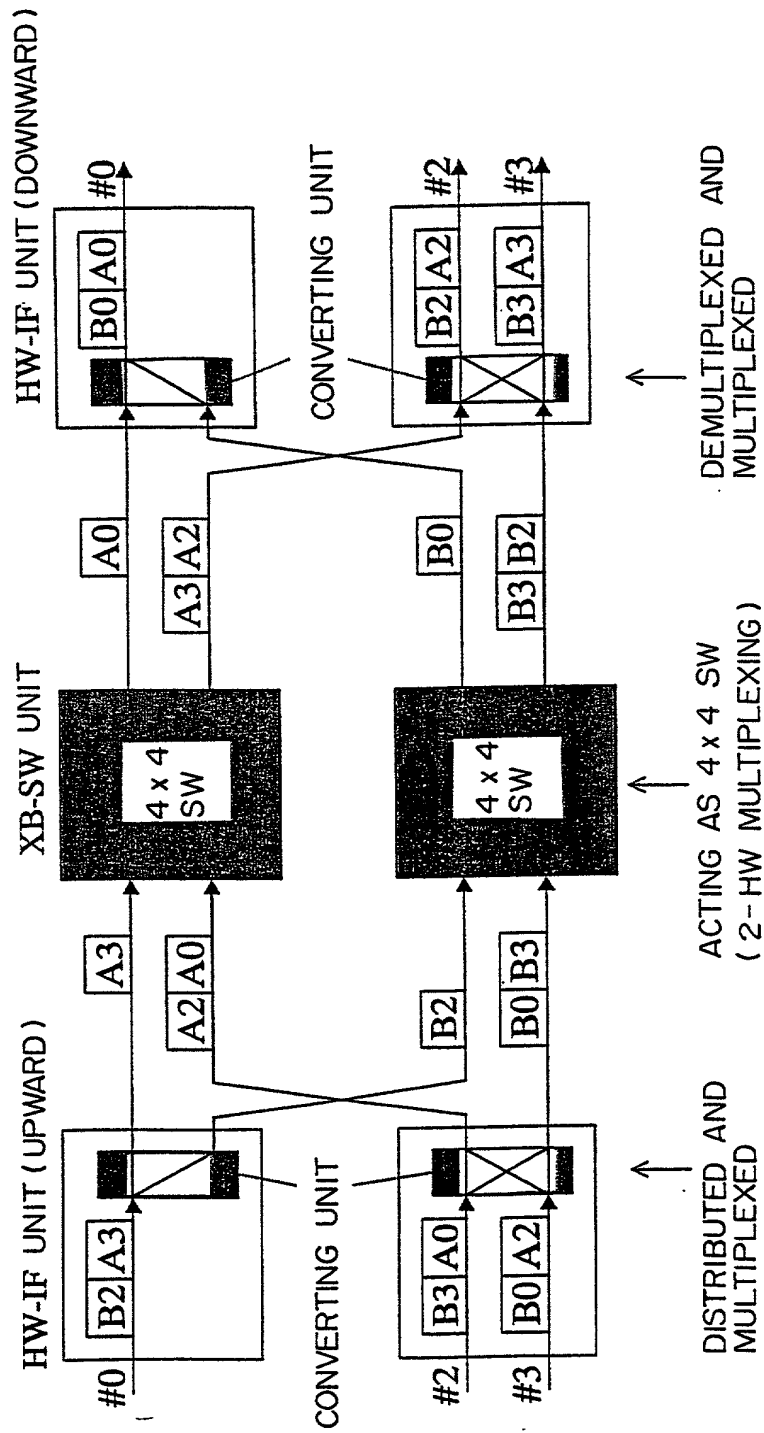 HW-IF UNIT (UPWARD)
XB-SW UNIT
HW-IF UNIT (DOWNWARD)
#0
B2 A3
A3
4 x 4
SW
A0
B0 A0
#0
A2 A0
A3 A2
CONVERTING UNIT
CONVERTING UNIT
#2
B3 A0
B2
4 x 4
SW
B0
B2 A2
#2
#3
B0 A2
B0 B3
B3 B2
B3 A3
#3
DISTRIBUTED AND
MULTIPLEXED
ACTING AS 4 x 4 SW
(2-HW MULTIPLEXING)
DEMULTIPLEXED AND
MULTIPLEXED